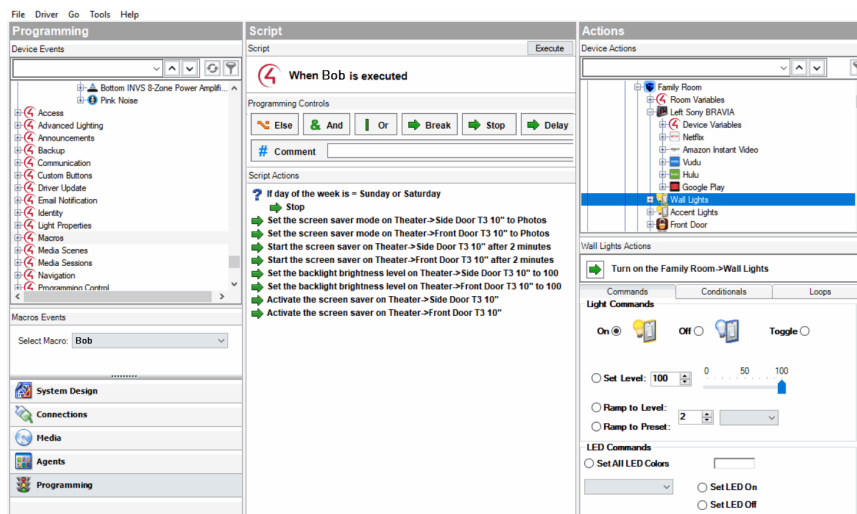 File Driver Go Tools Help
Programming
Device Events
Bottom INVS 8-Zone Power Amplifi...
Pink Noise
Access
Advanced Lighting
Announcements
Backup
Communication
Custom Buttons
Driver Update
Email Notification
Identity
Light Properties
Macros
Media Scenes
Media Sessions
Navigation
Programming Control
Macros Events
Select Macro: Bob
System Design
Connections
Media
Agents
Programming
Script
Script Execute
When Bob is executed
Programming Controls
Else And Or Break Stop Delay
# Comment
Script Actions
? If day of the week is = Sunday or Saturday
Stop
Set the screen saver mode on Theater->Side Door T3 10" to Photos
Set the screen saver mode on Theater->Front Door T3 10" to Photos
Start the screen saver on Theater->Side Door T3 10" after 2 minutes
Start the screen saver on Theater->Front Door T3 10" after 2 minutes
Set the backlight brightness level on Theater->Side Door T3 10" to 100
Set the backlight brightness level on Theater->Front Door T3 10" to 100
Activate the screen saver on Theater->Side Door T3 10"
Activate the screen saver on Theater->Front Door T3 10"
Actions
Device Actions
Family Room
Room Variables
Left Sony BRAVIA
Device Variables
Netflix
Amazon Instant Video
Vudu
Hulu
Google Play
Wall Lights
Accent Lights
Front Door
Wall Lights Actions
Turn on the Family Room->Wall Lights
Commands Conditionals Loops
Light Commands
On Off Toggle
Set Level: 100 0 50 100
Ramp to Level: 2
Ramp to Preset:
LED Commands
Set All LED Colors
Set LED On
Set LED Off